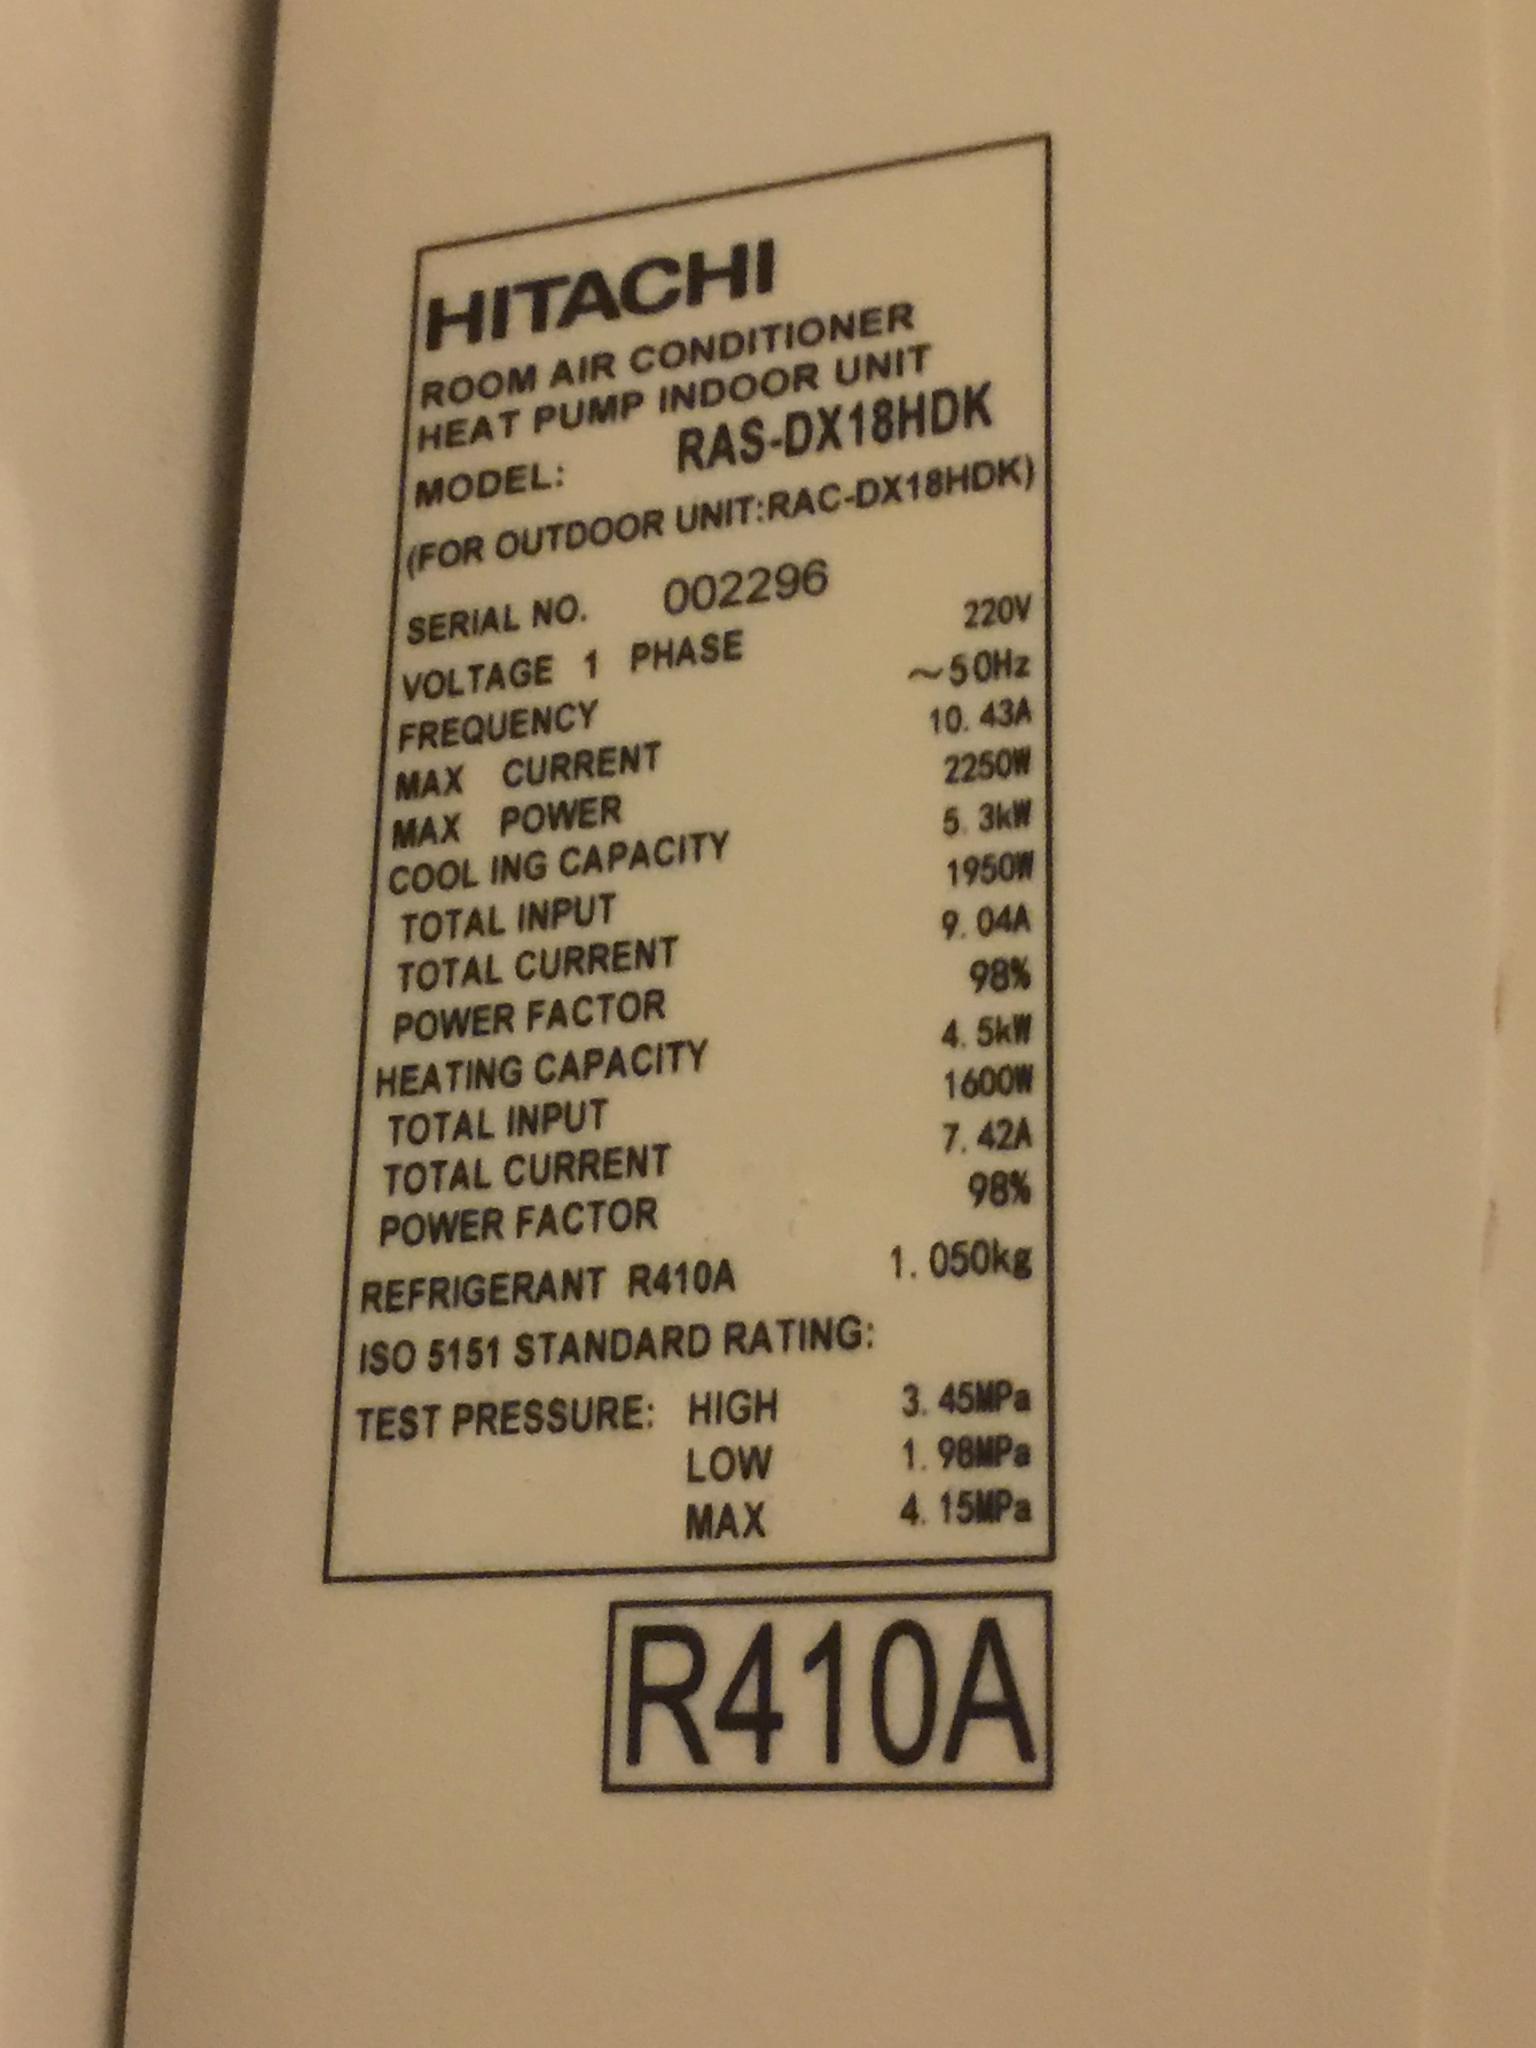 HITACHI
ROOM AIR CONDITIONER
HEAT PUMP INDOOR UNIT
MODEL: RAS-DX18HDK
(FOR OUTDOOR UNIT:RAC-DX18HDK)
SERIAL NO. 002296
VOLTAGE 1 PHASE 220V
FREQUENCY ~50Hz
MAX CURRENT 10.43A
MAX POWER 2250W
COOLING CAPACITY 5.3kW
TOTAL INPUT 1950W
TOTAL CURRENT 9.04A
POWER FACTOR 98%
HEATING CAPACITY 4.5kW
TOTAL INPUT 1600W
TOTAL CURRENT 7.42A
POWER FACTOR 98%
REFRIGERANT R410A 1.050kg
ISO 5151 STANDARD RATING:
TEST PRESSURE: HIGH 3.45MPa
LOW 1.98MPa
MAX 4.15MPa
R410A